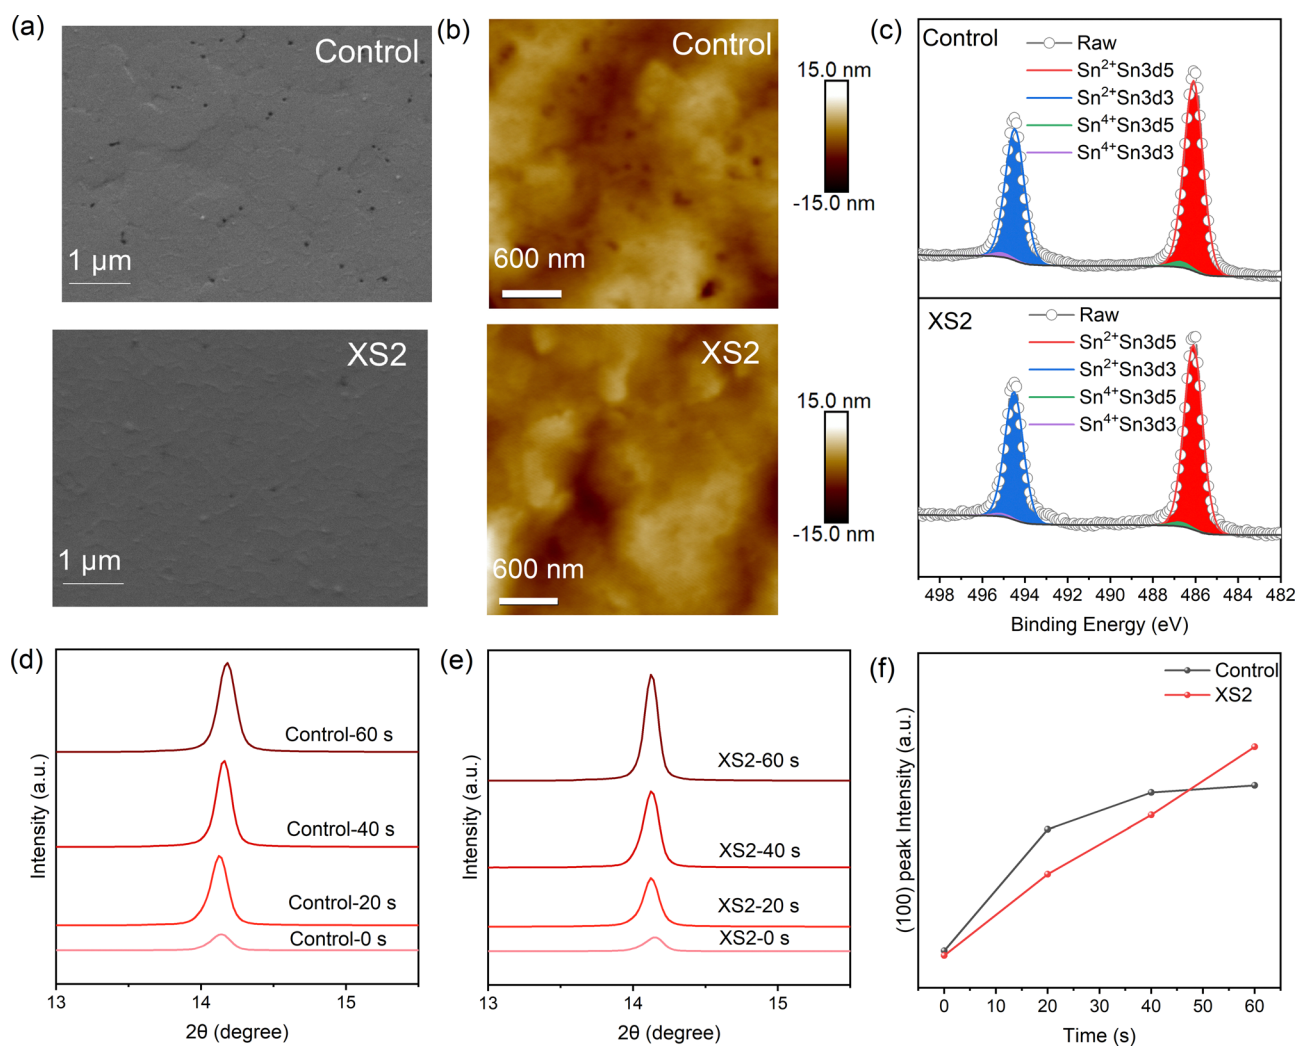 (a)
Control
1 μm
XS2
1 μm
(b)
Control
600 nm
15.0 nm
-15.0 nm
XS2
600 nm
15.0 nm
-15.0 nm
(c)
Control
Raw
Sn²⁺Sn3d5
Sn²⁺Sn3d3
Sn⁴⁺Sn3d5
Sn⁴⁺Sn3d3
XS2
Raw
Sn²⁺Sn3d5
Sn²⁺Sn3d3
Sn⁴⁺Sn3d5
Sn⁴⁺Sn3d3
498 496 494 492 490 488 486 484 482
Binding Energy (eV)
(d)
Intensity (a.u.)
Control-60 s
Control-40 s
Control-20 s
Control-0 s
13 14 15
2θ (degree)
(e)
Intensity (a.u.)
XS2-60 s
XS2-40 s
XS2-20 s
XS2-0 s
13 14 15
2θ (degree)
(f)
(100) peak Intensity (a.u.)
Control
XS2
0 10 20 30 40 50 60
Time (s)